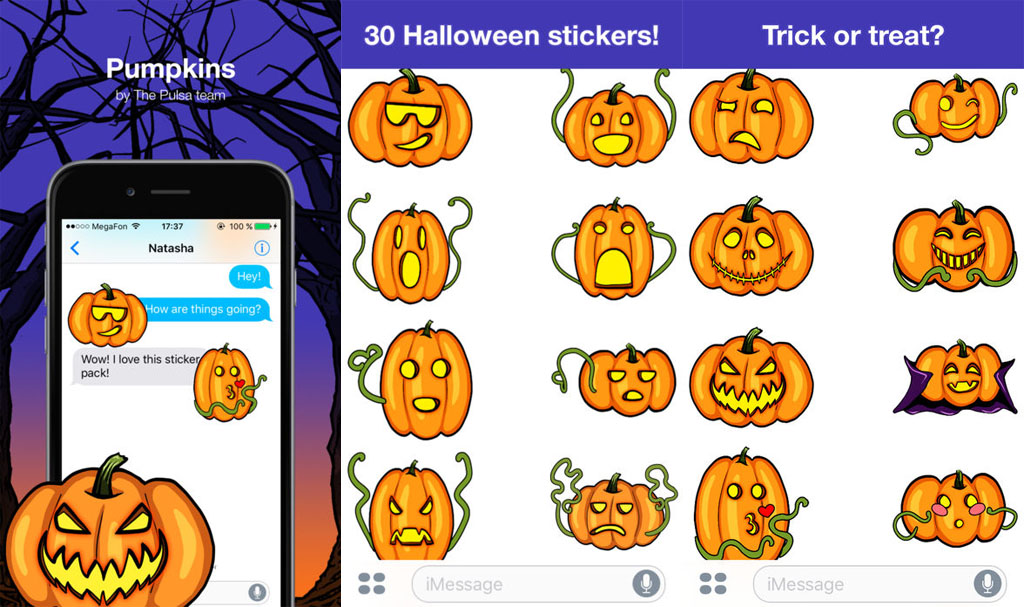 Pumpkins
by The Pulsa team
MegaFon
17:37
100 %
Natasha
Hey!
How are things going?
Wow! I love this sticker
pack!
30 Halloween stickers!
iMessage
Trick or treat?
iMessage